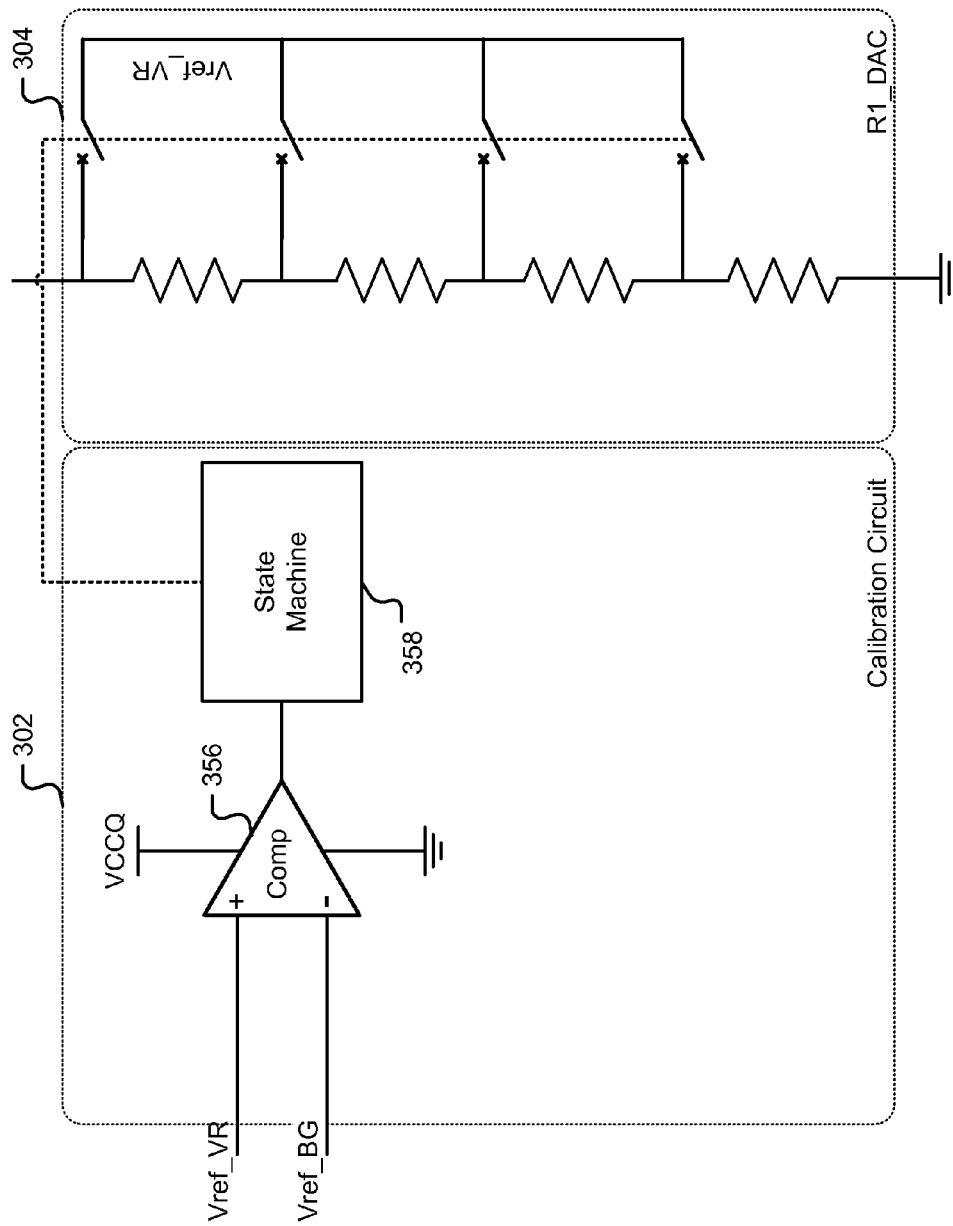 302
304
VCCQ
356
Comp
+
-
Vref_VR
Vref_BG
State
Machine
358
Calibration Circuit
Vref_VR
R1_DAC